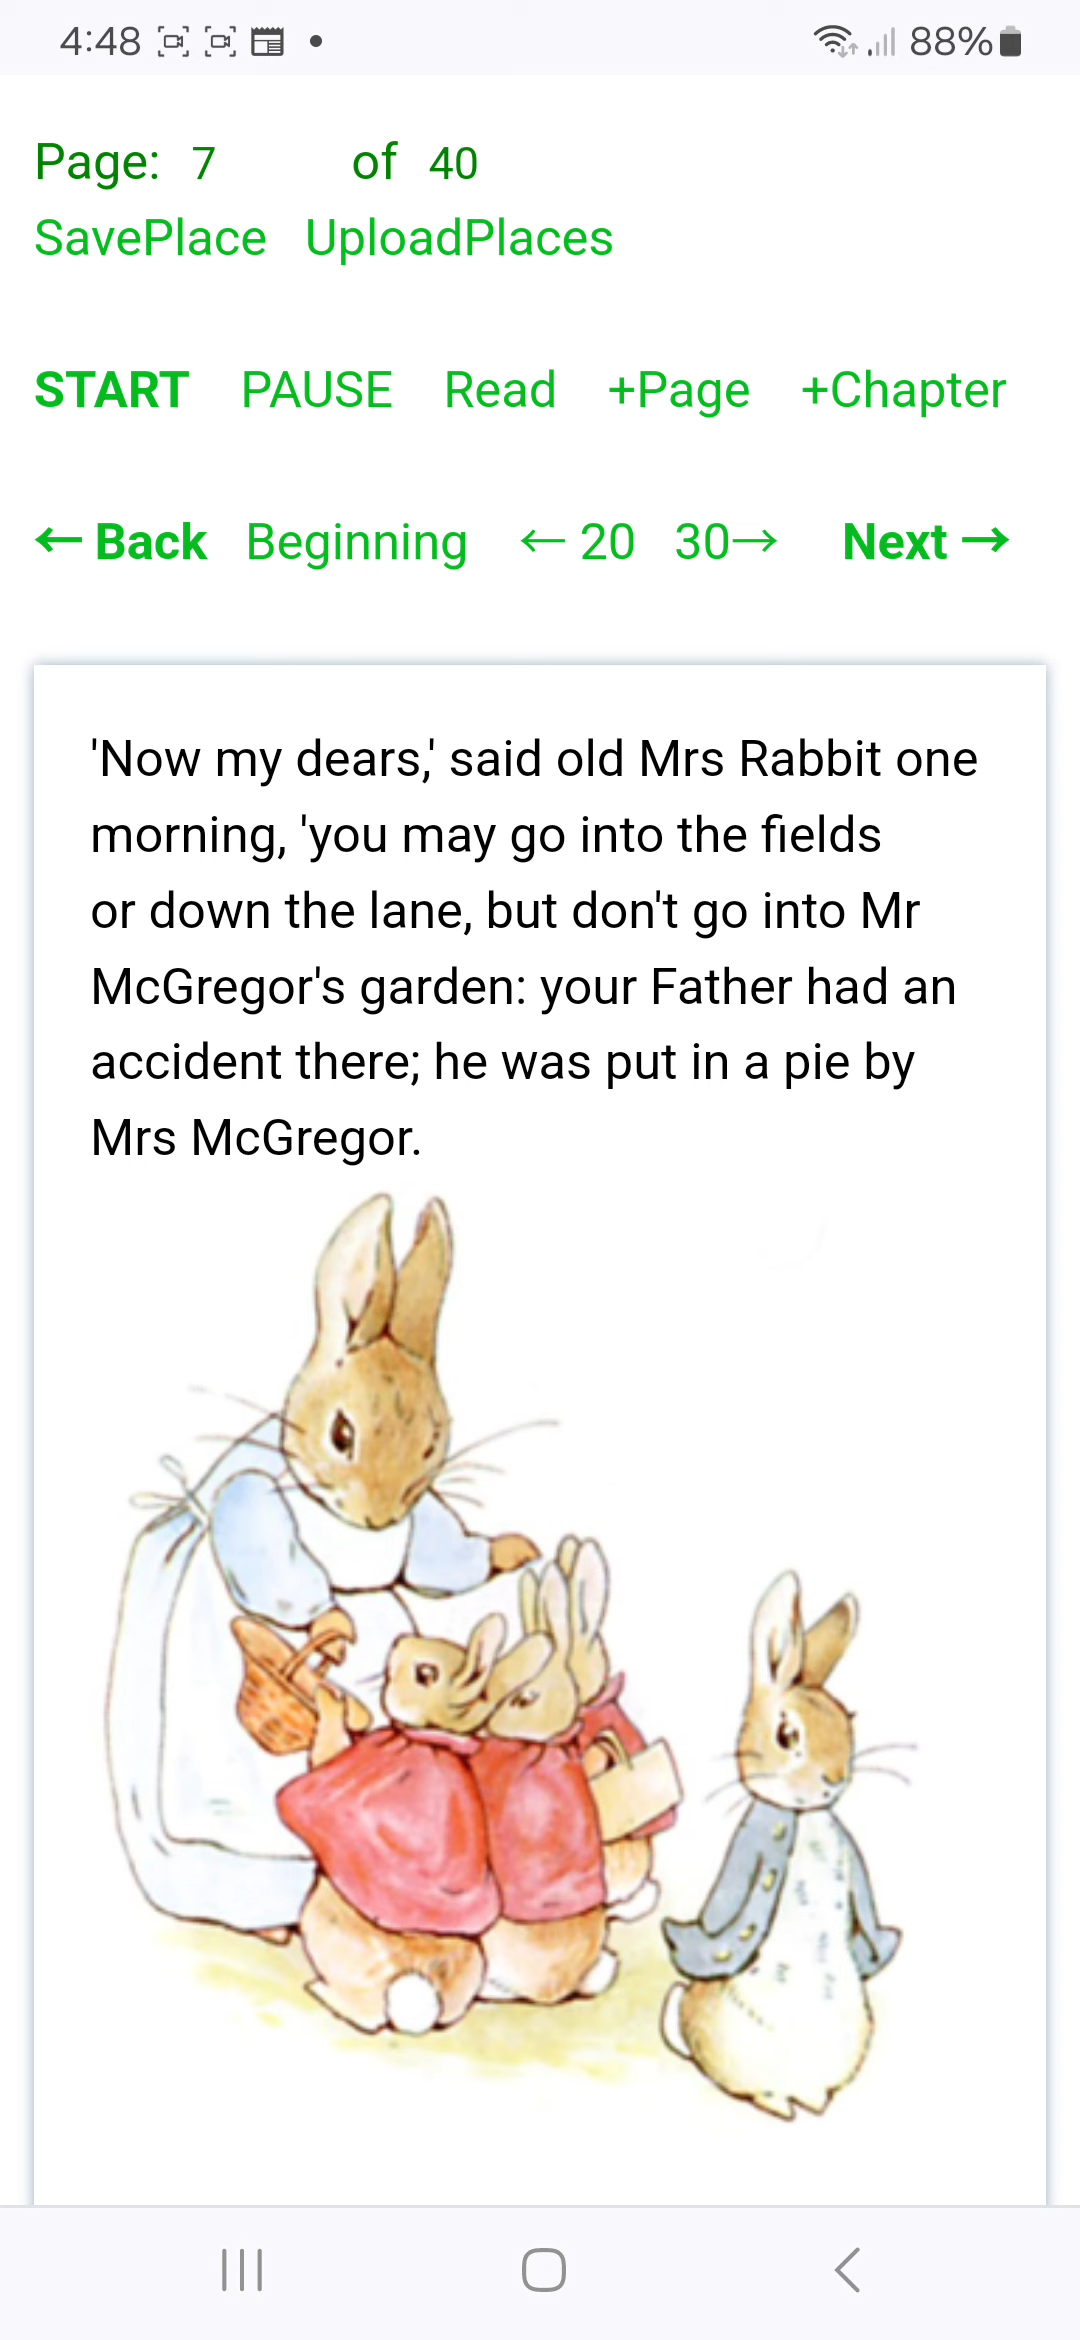 4:48 88%
Page: 7 of 40
SavePlace UploadPlaces
START PAUSE Read +Page +Chapter
← Back Beginning ← 20 30→ Next →
'Now my dears,' said old Mrs Rabbit one
morning, 'you may go into the fields
or down the lane, but don't go into Mr
McGregor's garden: your Father had an
accident there; he was put in a pie by
Mrs McGregor.